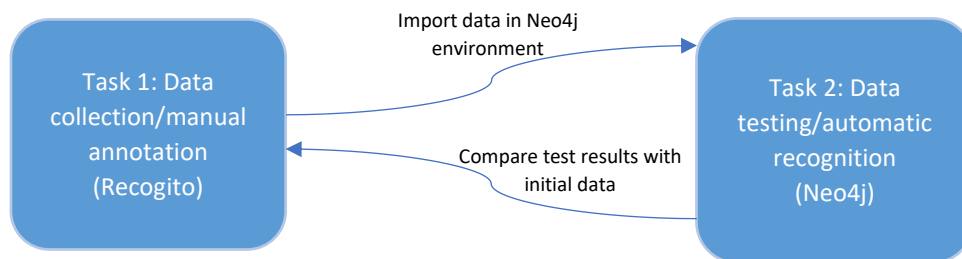 Import data in Neo4j
environment
Task 1: Data
collection/manual
annotation
(Recogito)
Task 2: Data
testing/automatic
recognition
(Neo4j)
Compare test results with
initial data